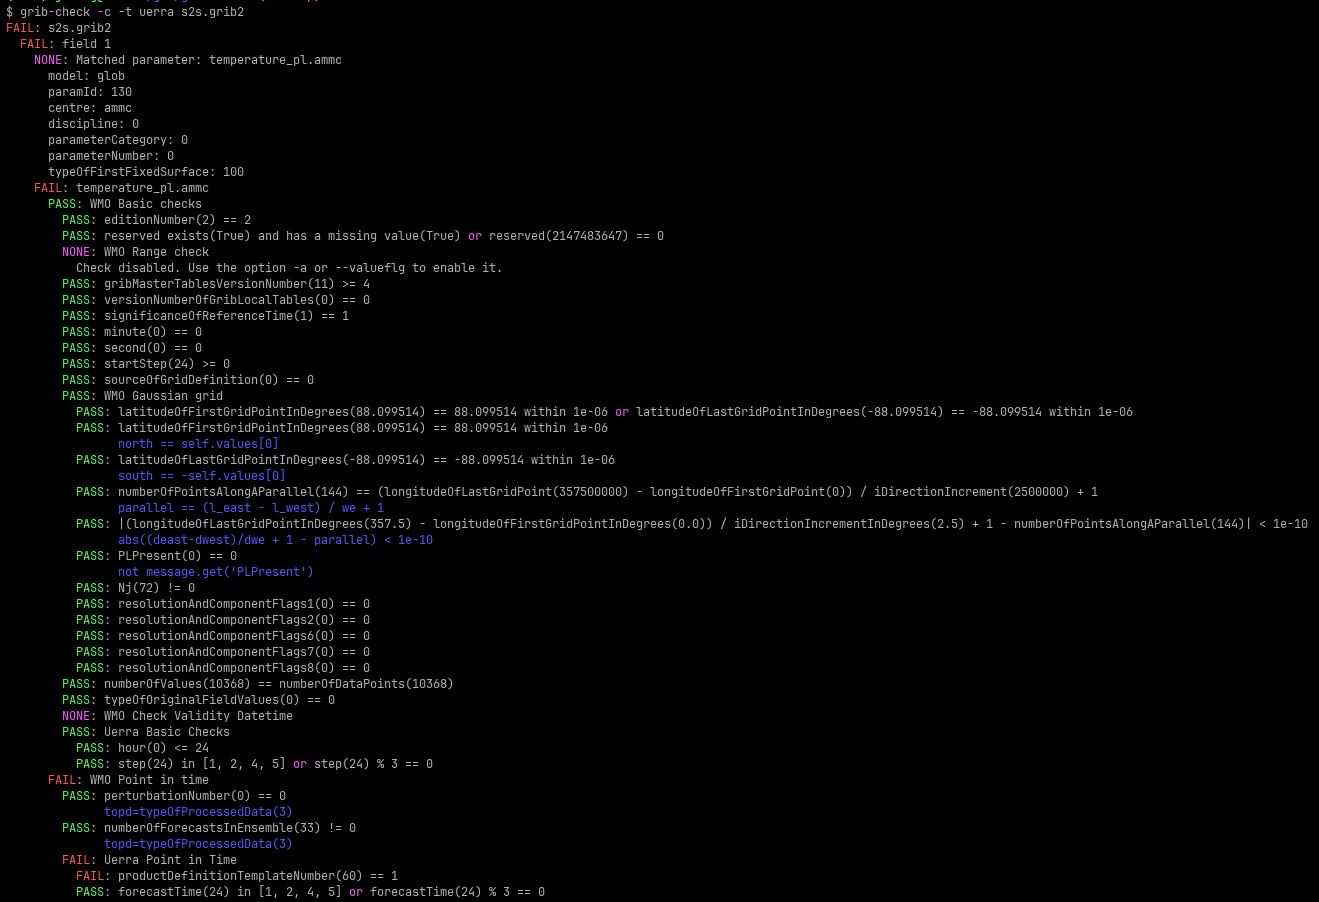 $ grib-check -c -t uerra s2s.grib2
FAIL: s2s.grib2
FAIL: field 1
NONE: Matched parameter: temperature_pl.ammc
model: glob
paramId: 130
centre: ammc
discipline: 0
parameterCategory: 0
parameterNumber: 0
typeOfFirstFixedSurface: 100
FAIL: temperature_pl.ammc
PASS: WMO Basic checks
PASS: editionNumber(2) == 2
PASS: reserved exists(True) and has a missing value(True) or reserved(2147483647) == 0
NONE: WMO Range check
Check disabled. Use the option -a or --valueflg to enable it.
PASS: gribMasterTablesVersionNumber(11) >= 4
PASS: versionNumberOfGribLocalTables(0) == 0
PASS: significanceOfReferenceTime(1) == 1
PASS: minute(0) == 0
PASS: second(0) == 0
PASS: startStep(24) >= 0
PASS: sourceOfGridDefinition(0) == 0
PASS: WMO Gaussian grid
PASS: latitudeOfFirstGridPointInDegrees(88.099514) == 88.099514 within 1e-06 or latitudeOfLastGridPointInDegrees(-88.099514) == -88.099514 within 1e-06
PASS: latitudeOfFirstGridPointInDegrees(88.099514) == 88.099514 within 1e-06
north == self.values[0]
PASS: latitudeOfLastGridPointInDegrees(-88.099514) == -88.099514 within 1e-06
south == -self.values[0]
PASS: numberOfPointsAlongAParallel(144) == (longitudeOfLastGridPoint(357500000) - longitudeOfFirstGridPoint(0)) / iDirectionIncrement(2500000) + 1
parallel == (l_east - l_west) / we + 1
PASS: |(longitudeOfLastGridPointInDegrees(357.5) - longitudeOfFirstGridPointInDegrees(0.0)) / iDirectionIncrementInDegrees(2.5) + 1 - numberOfPointsAlongAParallel(144)| < 1e-10
abs((deast-dwest)/dwe + 1 - parallel) < 1e-10
PASS: PLPresent(0) == 0
not message.get('PLPresent')
PASS: Nj(72) != 0
PASS: resolutionAndComponentFlags1(0) == 0
PASS: resolutionAndComponentFlags2(0) == 0
PASS: resolutionAndComponentFlags6(0) == 0
PASS: resolutionAndComponentFlags7(0) == 0
PASS: resolutionAndComponentFlags8(0) == 0
PASS: numberOfValues(10368) == numberOfDataPoints(10368)
PASS: typeOfOriginalFieldValues(0) == 0
NONE: WMO Check Validity Datetime
PASS: Uerra Basic Checks
PASS: hour(0) <= 24
PASS: step(24) in [1, 2, 4, 5] or step(24) % 3 == 0
FAIL: WMO Point in time
PASS: perturbationNumber(0) == 0
topd=typeOfProcessedData(3)
PASS: numberOfForecastsInEnsemble(33) != 0
topd=typeOfProcessedData(3)
FAIL: Uerra Point in Time
FAIL: productDefinitionTemplateNumber(60) == 1
PASS: forecastTime(24) in [1, 2, 4, 5] or forecastTime(24) % 3 == 0